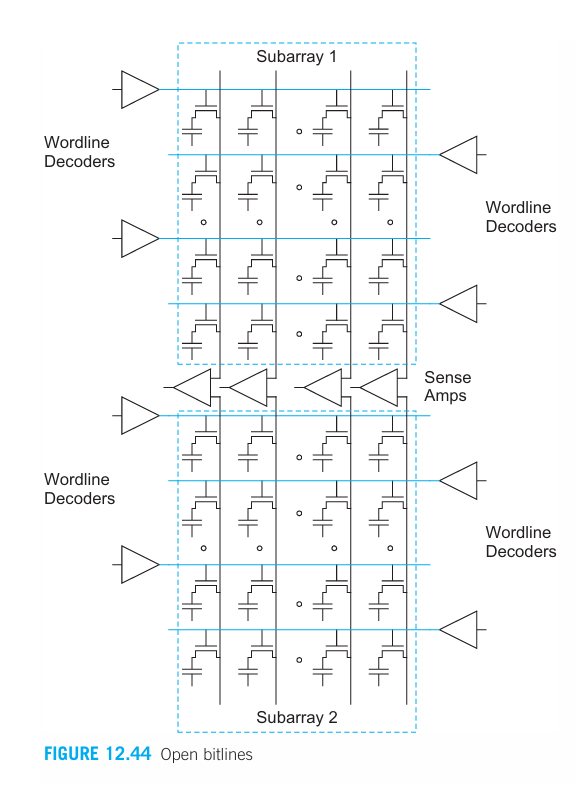 Subarray 1
Wordline
Decoders
Wordline
Decoders
Sense
Amps
Wordline
Decoders
Wordline
Decoders
Subarray 2
FIGURE 12.44 Open bitlines